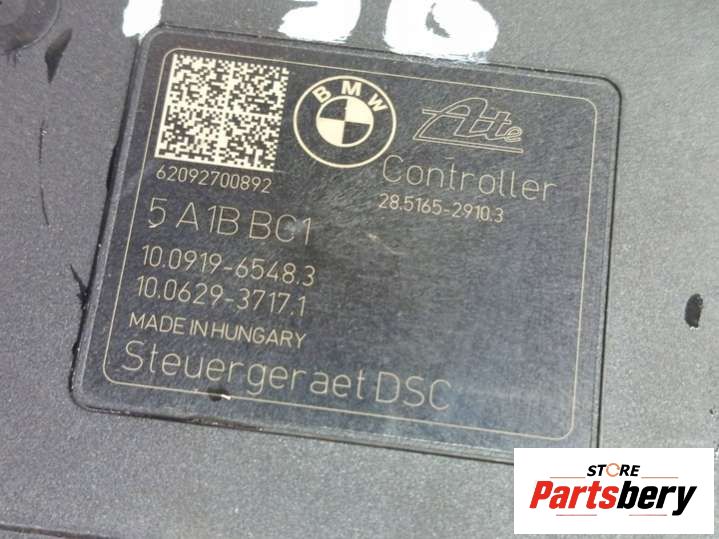 BMW
Ate
62092700892
Controller
28.5165-2910.3
5 A1B BC1
10.0919-6548.3
10.0629-3717.1
MADE IN HUNGARY
Steuergeraet DSC
STORE
Partsbery